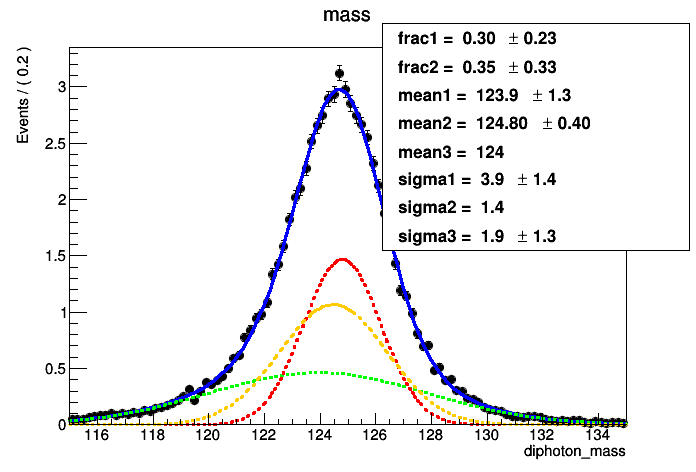 mass
frac1 = 0.30 ± 0.23
frac2 = 0.35 ± 0.33
mean1 = 123.9 ± 1.3
mean2 = 124.80 ± 0.40
mean3 = 124
sigma1 = 3.9 ± 1.4
sigma2 = 1.4
sigma3 = 1.9 ± 1.3
Events / ( 0.2 )
3
2.5
2
1.5
1
0.5
0
116 118 120 122 124 126 128 130 132 134
diphoton_mass